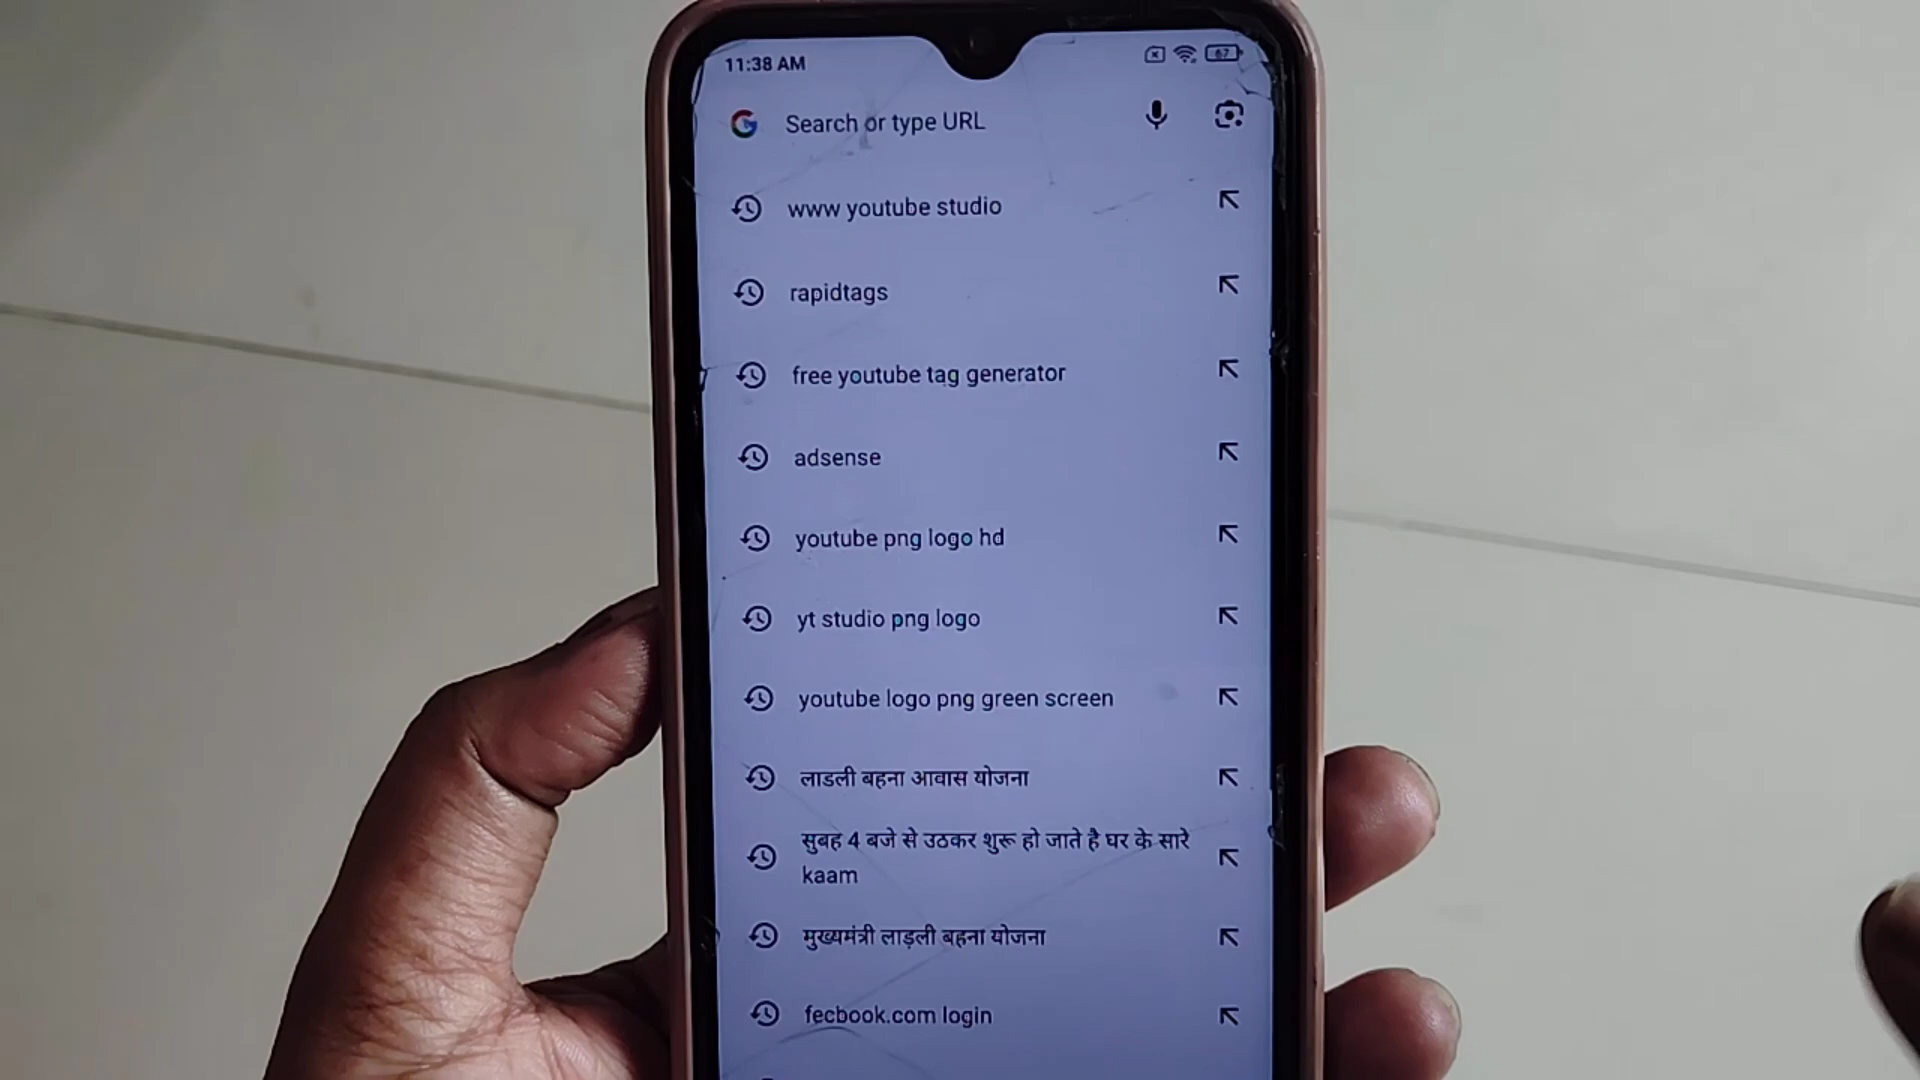 11:38 AM
67
Search or type URL
www youtube studio
rapidtags
free youtube tag generator
adsense
youtube png logo hd
yt studio png logo
youtube logo png green screen
लाडली बहना आवास योजना
सुबह 4 बजे से उठकर शुरू हो जाते है घर के सारे
kaam
मुख्यमंत्री लाड़ली बहना योजना
fecbook.com login